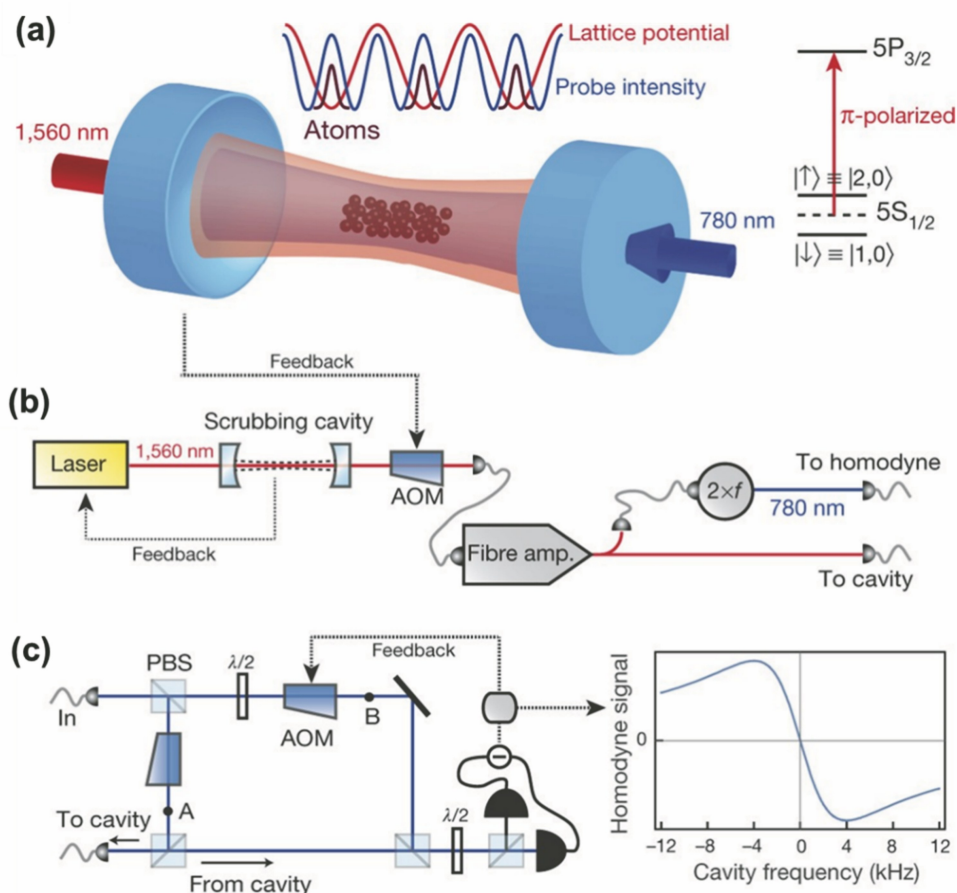 (a)
Lattice potential
Probe intensity
Atoms
1,560 nm
780 nm
5P3/2
π-polarized
|↑⟩ ≡ |2,0⟩
5S1/2
|↓⟩ ≡ |1,0⟩
Feedback
(b)
Scrubbing cavity
Laser
1,560 nm
AOM
Feedback
Fibre amp.
2×f
To homodyne
780 nm
To cavity
(c)
PBS
λ/2
Feedback
In
AOM
B
A
To cavity
From cavity
λ/2
−
Homodyne signal
0
−12 −8 −4 0 4 8 12
Cavity frequency (kHz)